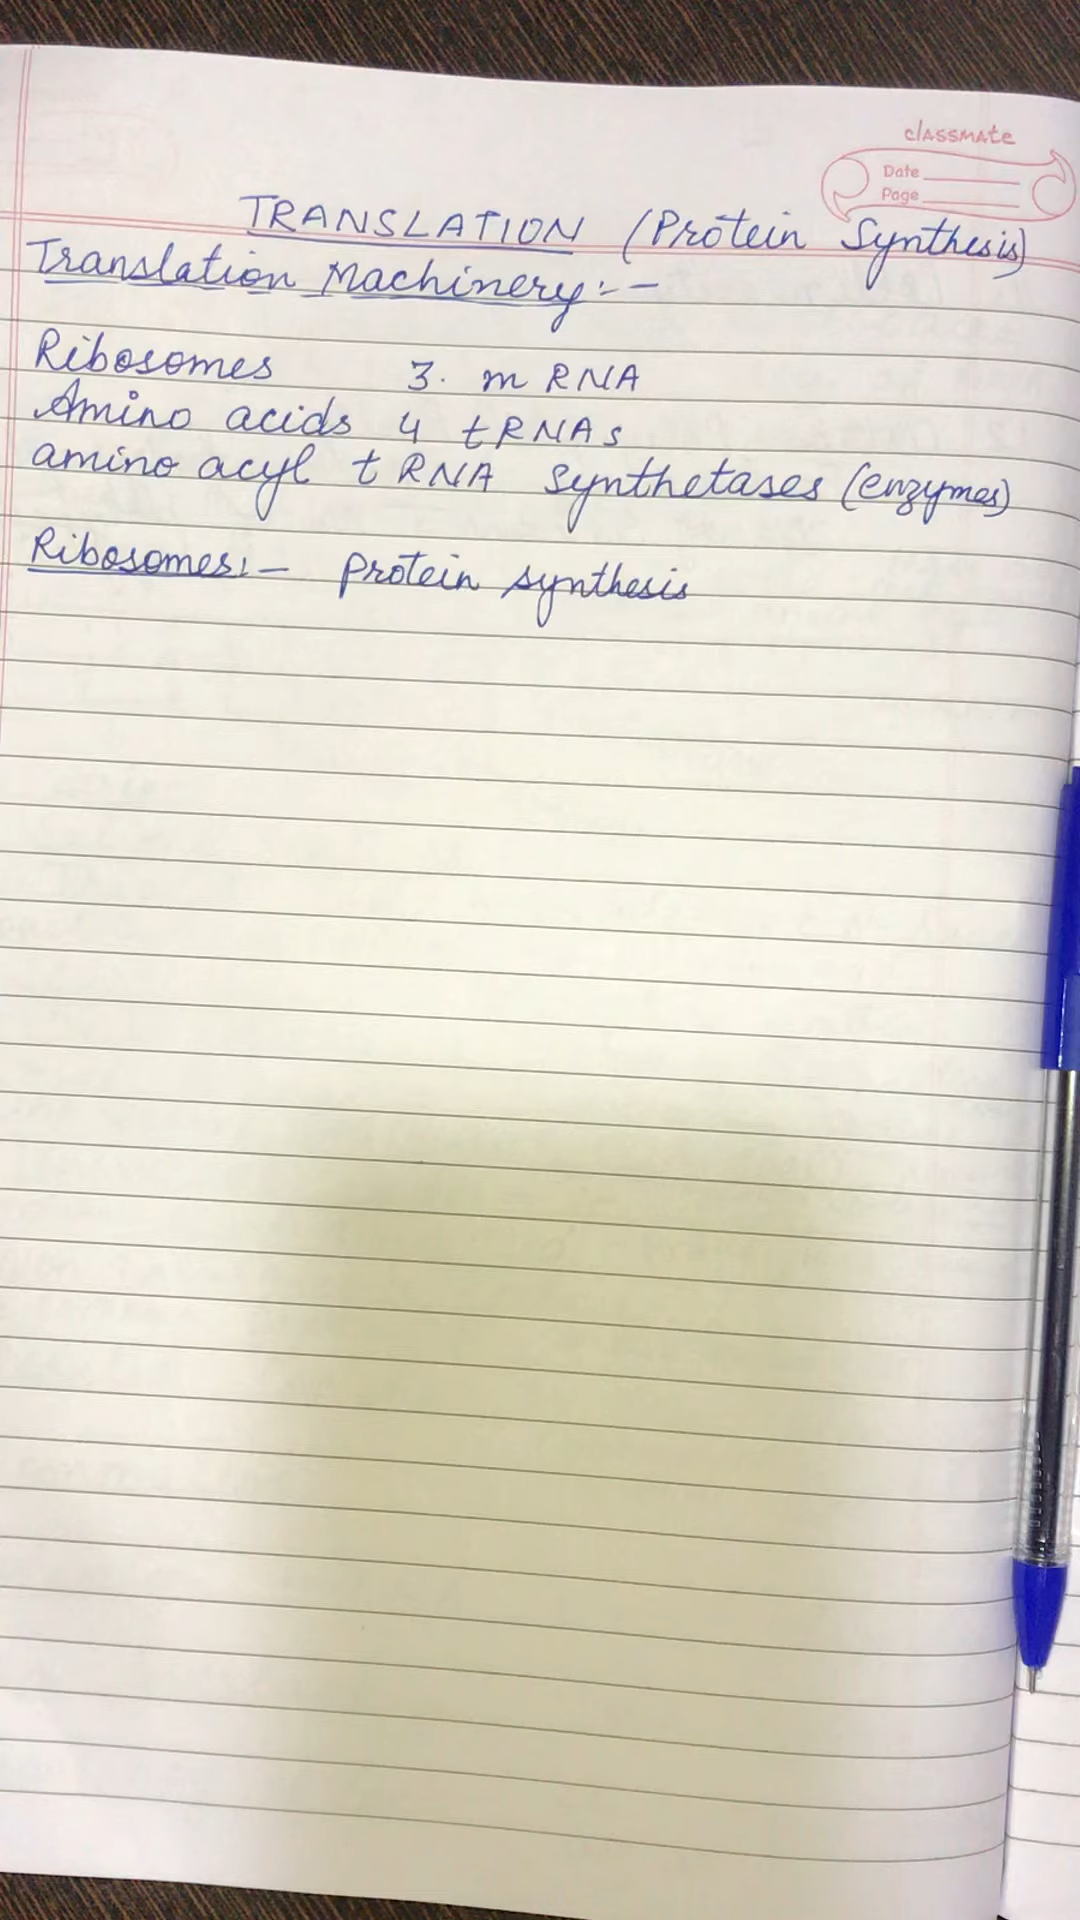 classmate
Date
Page
TRANSLATION (Protein Synthesis)
Translation Machinery:-
Ribosomes 3. mRNA
Amino acids 4 tRNAs
amino acyl tRNA synthetases (enzymes)
Ribosomes:- Protein synthesis